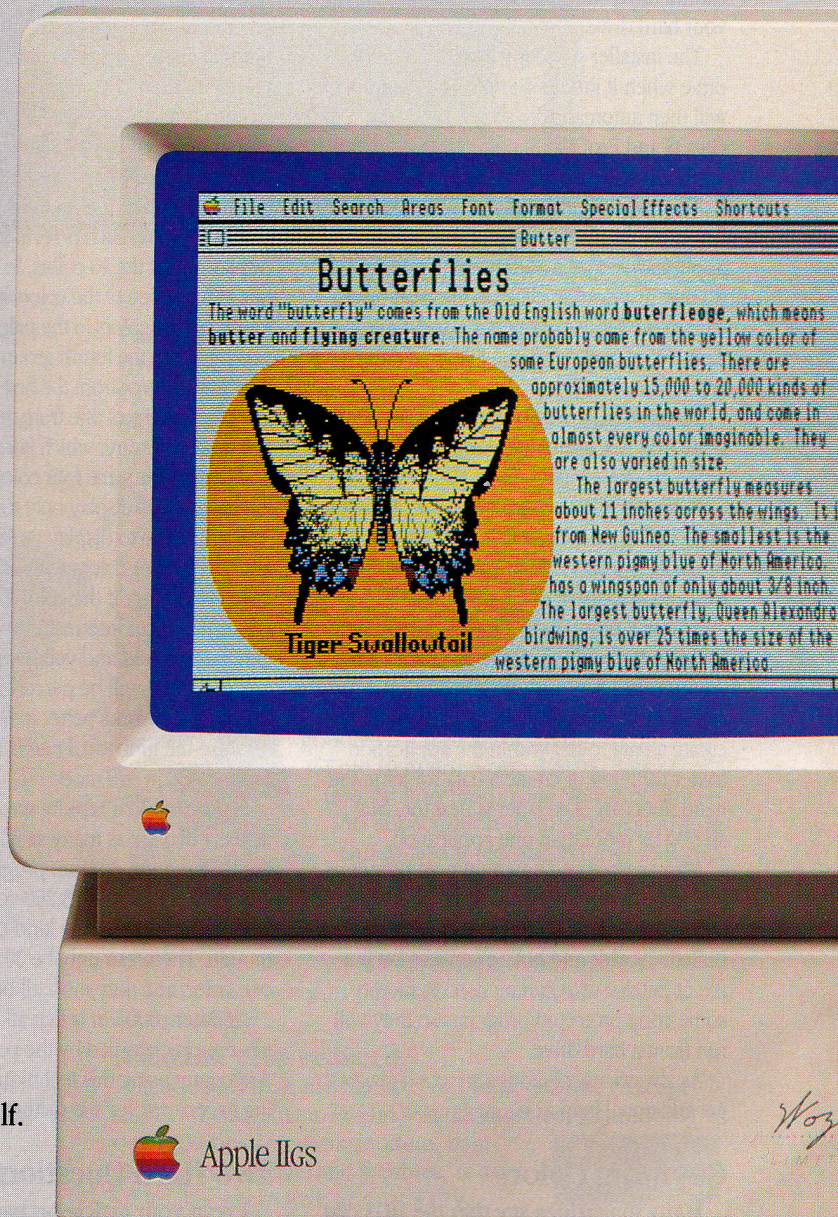 File Edit Search Areas Font Format Special Effects Shortcuts
Butter
Butterflies
The word "butterfly" comes from the Old English word buterfleoge, which means
butter and flying creature. The name probably came from the yellow color of
some European butterflies. There are
approximately 15,000 to 20,000 kinds of
butterflies in the world, and come in
almost every color imaginable. They
are also varied in size.
The largest butterfly measures
about 11 inches across the wings. It i
from New Guinea. The smallest is the
western pigmy blue of North America.
has a wingspan of only about 3/8 inch
The largest butterfly, Queen Alexandra
birdwing, is over 25 times the size of the
western pigmy blue of North America.
Tiger Swallowtail
lf.
Apple IIGS
Woz
LIMIT